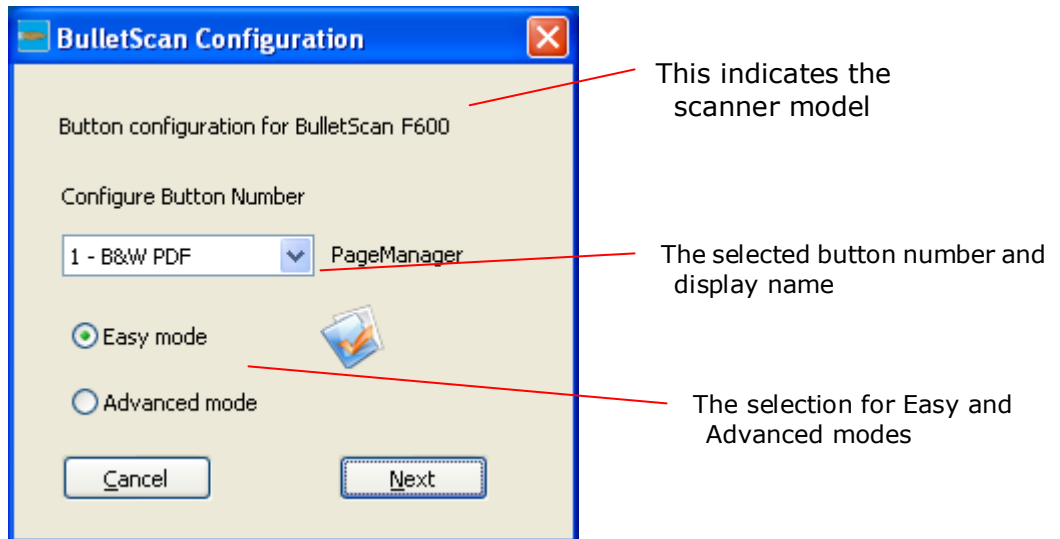 BulletScan Configuration
This indicates the
scanner model
Button configuration for BulletScan F600
Configure Button Number
1 - B&W PDF
PageManager
The selected button number and
display name
Easy mode
Advanced mode
The selection for Easy and
Advanced modes
Cancel
Next